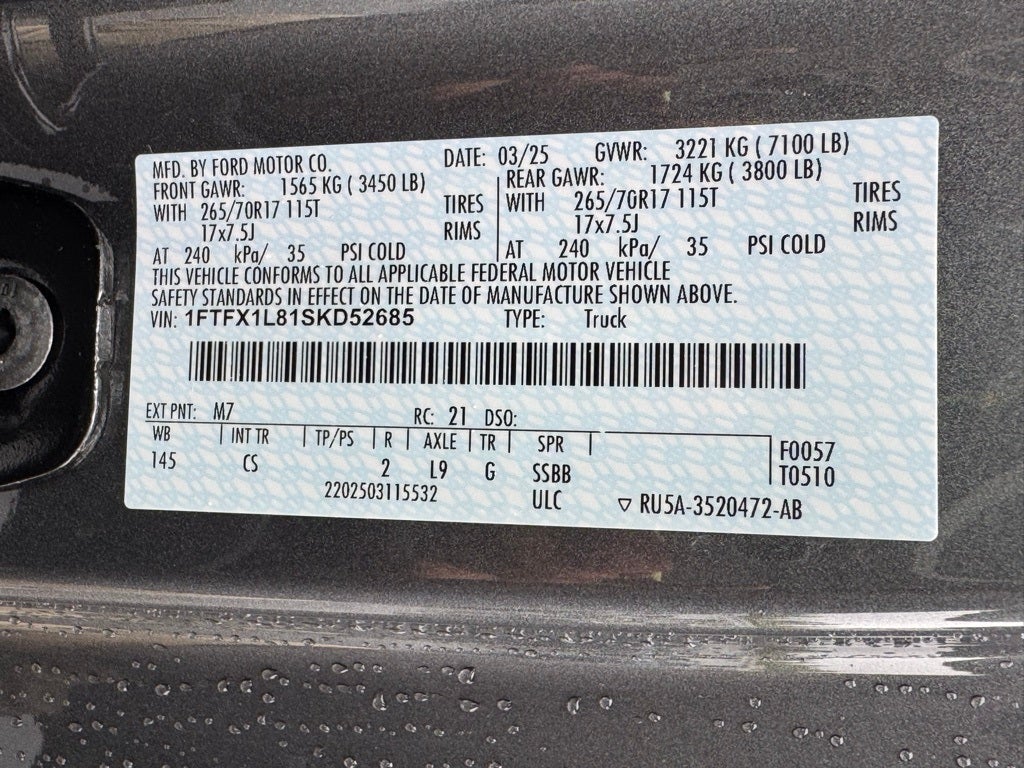 MFD. BY FORD MOTOR CO. DATE: 03/25 GVWR: 3221 KG ( 7100 LB)
FRONT GAWR: 1565 KG ( 3450 LB) REAR GAWR: 1724 KG ( 3800 LB)
WITH 265/70R17 115T TIRES WITH 265/70R17 115T TIRES
17x7.5J RIMS 17x7.5J RIMS
AT 240 kPa/ 35 PSI COLD AT 240 kPa/ 35 PSI COLD
THIS VEHICLE CONFORMS TO ALL APPLICABLE FEDERAL MOTOR VEHICLE
SAFETY STANDARDS IN EFFECT ON THE DATE OF MANUFACTURE SHOWN ABOVE.
VIN: 1FTFX1L81SKD52685 TYPE: Truck
EXT PNT: M7 RC: 21 DSO:
WB INT TR TP/PS R AXLE TR SPR F0057
145 CS 2 L9 G SSBB T0510
2202503115532 ULC ▽ RU5A-3520472-AB